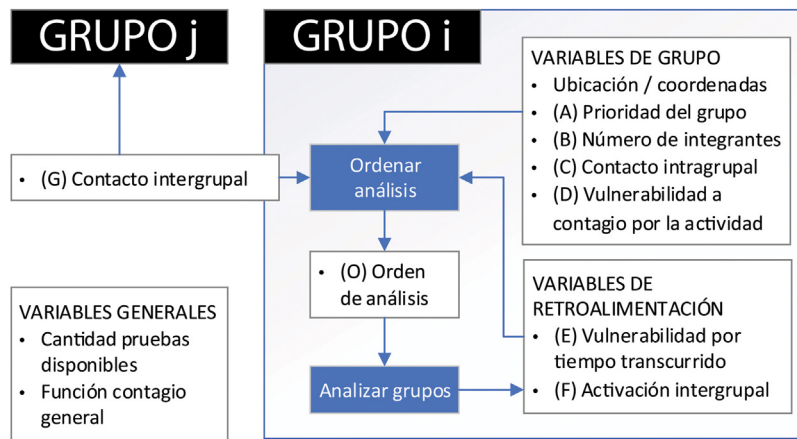 GRUPO j
GRUPO i
VARIABLES DE GRUPO
• Ubicación / coordenadas
• (A) Prioridad del grupo
• (B) Número de integrantes
• (C) Contacto intragrupal
• (D) Vulnerabilidad a
contagio por la actividad
Ordenar
análisis
• (G) Contacto intergrupal
• (O) Orden
de análisis
VARIABLES GENERALES
• Cantidad pruebas
disponibles
• Función contagio
general
VARIABLES DE
RETROALIMENTACIÓN
• (E) Vulnerabilidad por
tiempo transcurrido
• (F) Activación intergrupal
Analizar grupos